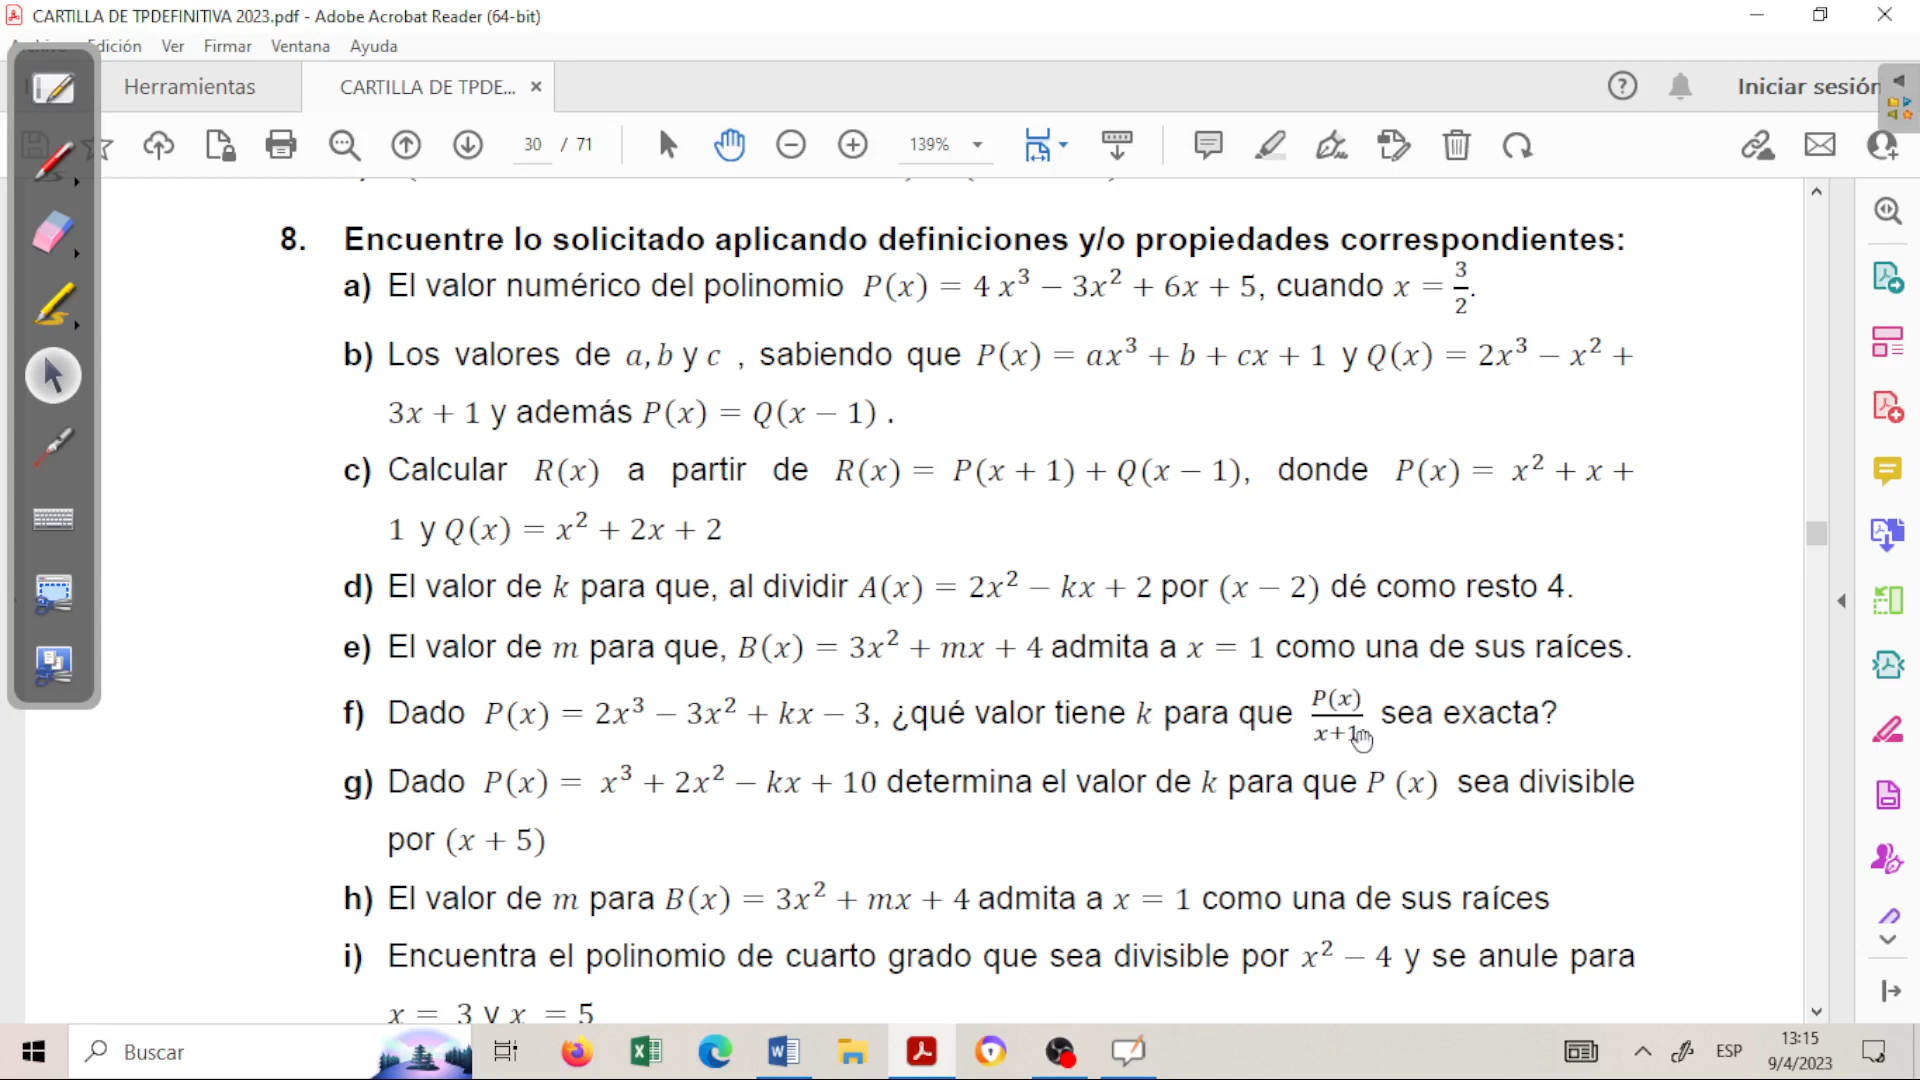 CARTILLA DE TPDEFINITIVA 2023.pdf - Adobe Acrobat Reader (64-bit)
Edición Ver Firmar Ventana Ayuda
Herramientas CARTILLA DE TPDE... × Iniciar sesión
30 / 71 139%
8. Encuentre lo solicitado aplicando definiciones y/o propiedades correspondientes:
a) El valor numérico del polinomio P(x) = 4 x³ − 3x² + 6x + 5, cuando x = 3/2.
b) Los valores de a, b y c , sabiendo que P(x) = ax³ + b + cx + 1 y Q(x) = 2x³ − x² +
3x + 1 y además P(x) = Q(x − 1) .
c) Calcular R(x) a partir de R(x) = P(x + 1) + Q(x − 1), donde P(x) = x² + x +
1 y Q(x) = x² + 2x + 2
d) El valor de k para que, al dividir A(x) = 2x² − kx + 2 por (x − 2) dé como resto 4.
e) El valor de m para que, B(x) = 3x² + mx + 4 admita a x = 1 como una de sus raíces.
f) Dado P(x) = 2x³ − 3x² + kx − 3, ¿qué valor tiene k para que P(x)/x+1 sea exacta?
g) Dado P(x) = x³ + 2x² − kx + 10 determina el valor de k para que P (x) sea divisible
por (x + 5)
h) El valor de m para B(x) = 3x² + mx + 4 admita a x = 1 como una de sus raíces
i) Encuentra el polinomio de cuarto grado que sea divisible por x² − 4 y se anule para
x = 3 y x = 5
Buscar ESP 13:15
9/4/2023